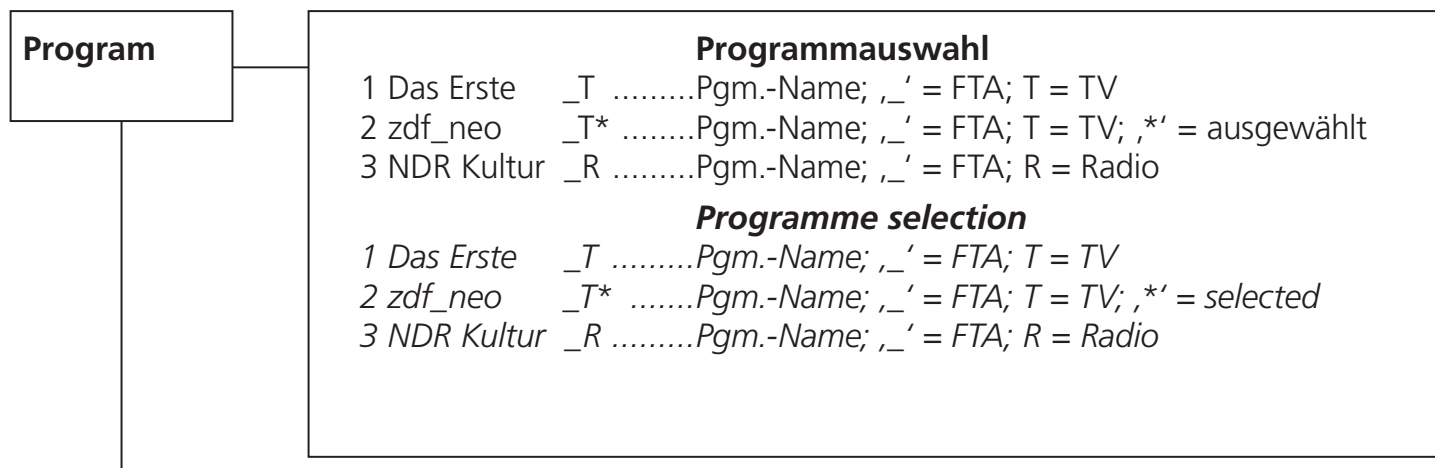 Program
Programmauswahl
1 Das Erste _T .........Pgm.-Name; ‚_‘ = FTA; T = TV
2 zdf_neo _T* .......Pgm.-Name; ‚_‘ = FTA; T = TV; ‚*‘ = ausgewählt
3 NDR Kultur _R .........Pgm.-Name; ‚_‘ = FTA; R = Radio
Programme selection
1 Das Erste _T .........Pgm.-Name; ‚_‘ = FTA; T = TV
2 zdf_neo _T* .......Pgm.-Name; ‚_‘ = FTA; T = TV; ‚*‘ = selected
3 NDR Kultur _R .........Pgm.-Name; ‚_‘ = FTA; R = Radio